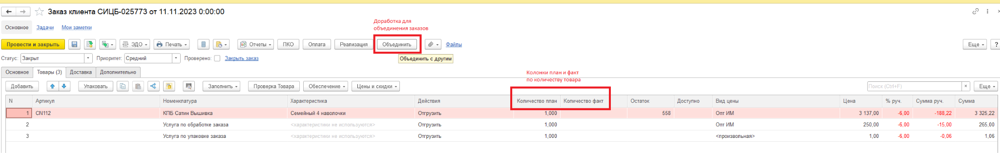 Заказ клиента СИЦБ-025773 от 11.11.2023 0:00:00
Доработка для
объединения заказов
Основное Задачи Мои заметки
Провести и закрыть ЭДО Печать Отчеты ПКО Оплата Реализация Объединить Файлы Еще ?
Статус: Закрыт Приоритет: Средний Проверено: Закрыть заказ Объединить с другим
Основное Товары (3) Доставка Дополнительно
Колонки план и факт
по количеству товара
Добавить Упаковать Заполнить Проверка Товара Обеспечение Цены и скидки Поиск (Ctrl+F) × Еще
N Артикул Номенклатура Характеристика Действия Количество план Количество факт Остаток Доступно Вид цены Цена % руч. Сумма руч. Сумма
1 CN112 КПБ Сатин Вышивка Семейный 4 наволочки Отгрузить 1,000 558 Опт ИМ 3 137,00 -6,00 -188,22 3 325,22
2 Услуга по обработке заказа <характеристики не используются> Отгрузить 1,000 Опт ИМ 250,00 -6,00 -15,00 265,00
3 Услуга по упаковке заказа <характеристики не используются> Отгрузить 1,000 <произвольная> 1,00 -6,00 -0,06 1,06